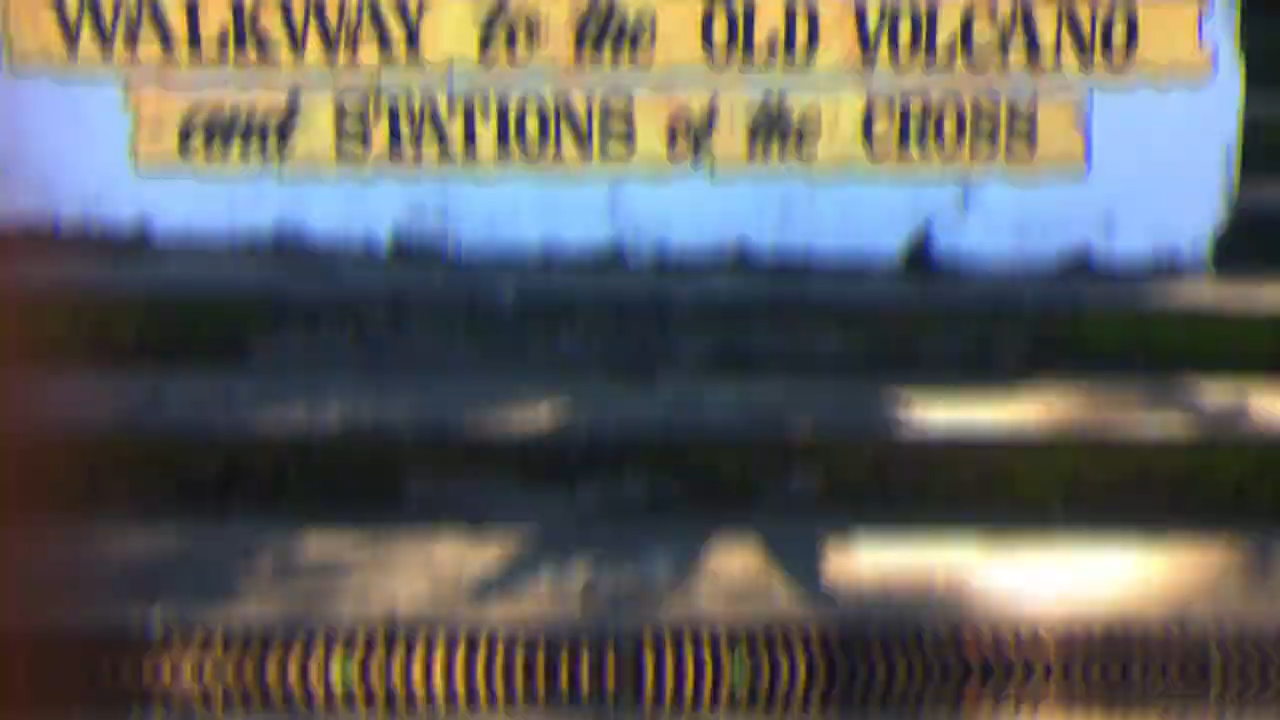 WALKWAY to the OLD VOLCANO
and STATIONS of the CROSS